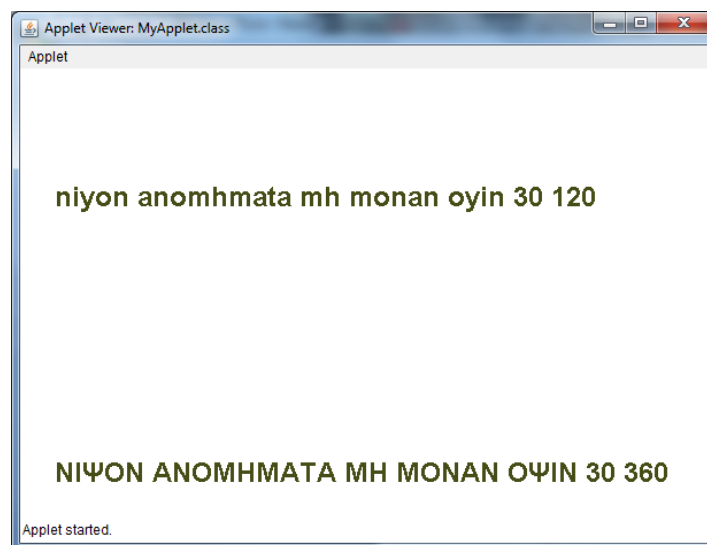 Applet Viewer: MyApplet.class
Applet
niyon anomhmata mh monan oyin 30 120
ΝΙΨΟΝ ΑΝΟΜΗΜΑΤΑ ΜΗ ΜΟΝΑΝ ΟΨΙΝ 30 360
Applet started.